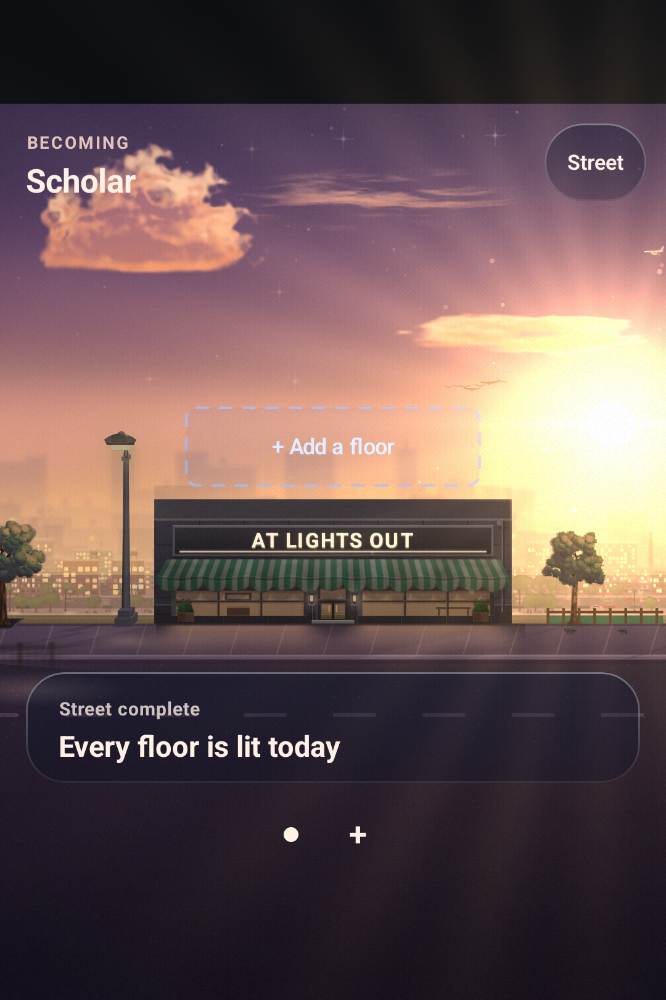 BECOMING
Scholar
Street
+ Add a floor
AT LIGHTS OUT
Street complete
Every floor is lit today
+